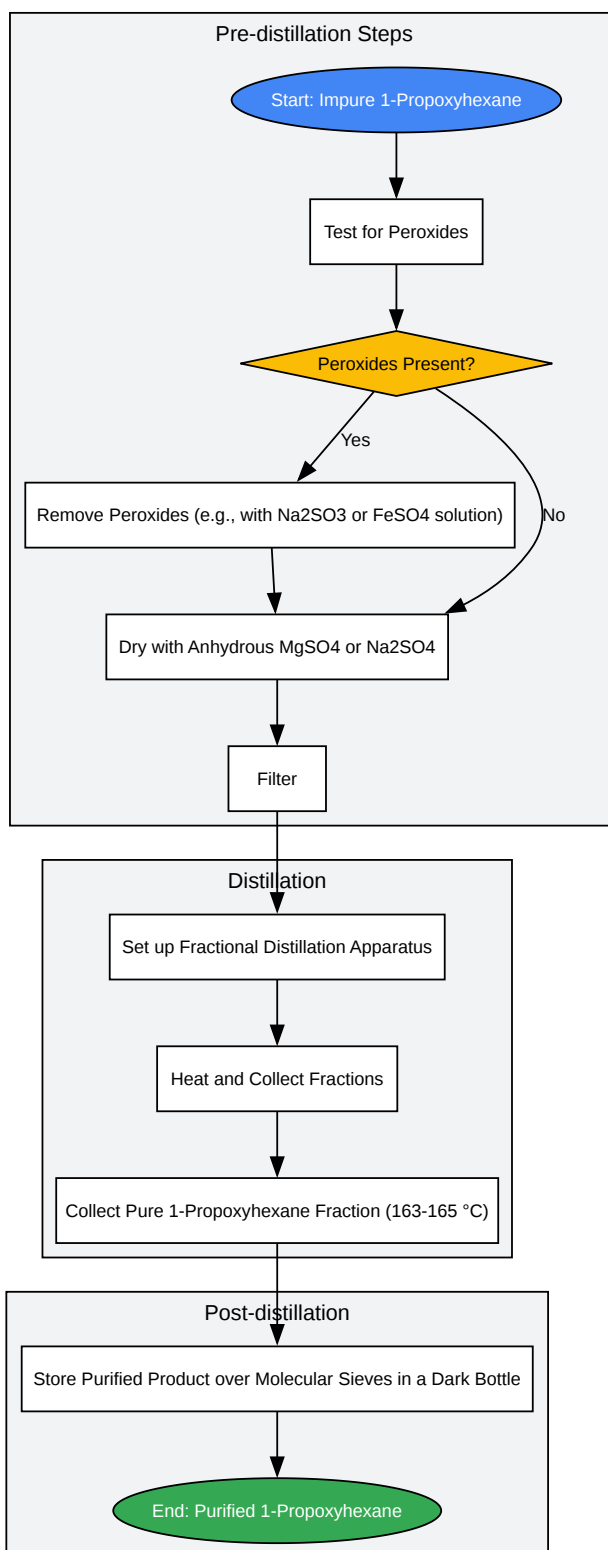 Pre-distillation Steps
Start: Impure 1-Propoxyhexane
Test for Peroxides
Peroxides Present?
Yes
Remove Peroxides (e.g., with Na2SO3 or FeSO4 solution)
No
Dry with Anhydrous MgSO4 or Na2SO4
Filter
Distillation
Set up Fractional Distillation Apparatus
Heat and Collect Fractions
Collect Pure 1-Propoxyhexane Fraction (163-165 °C)
Post-distillation
Store Purified Product over Molecular Sieves in a Dark Bottle
End: Purified 1-Propoxyhexane